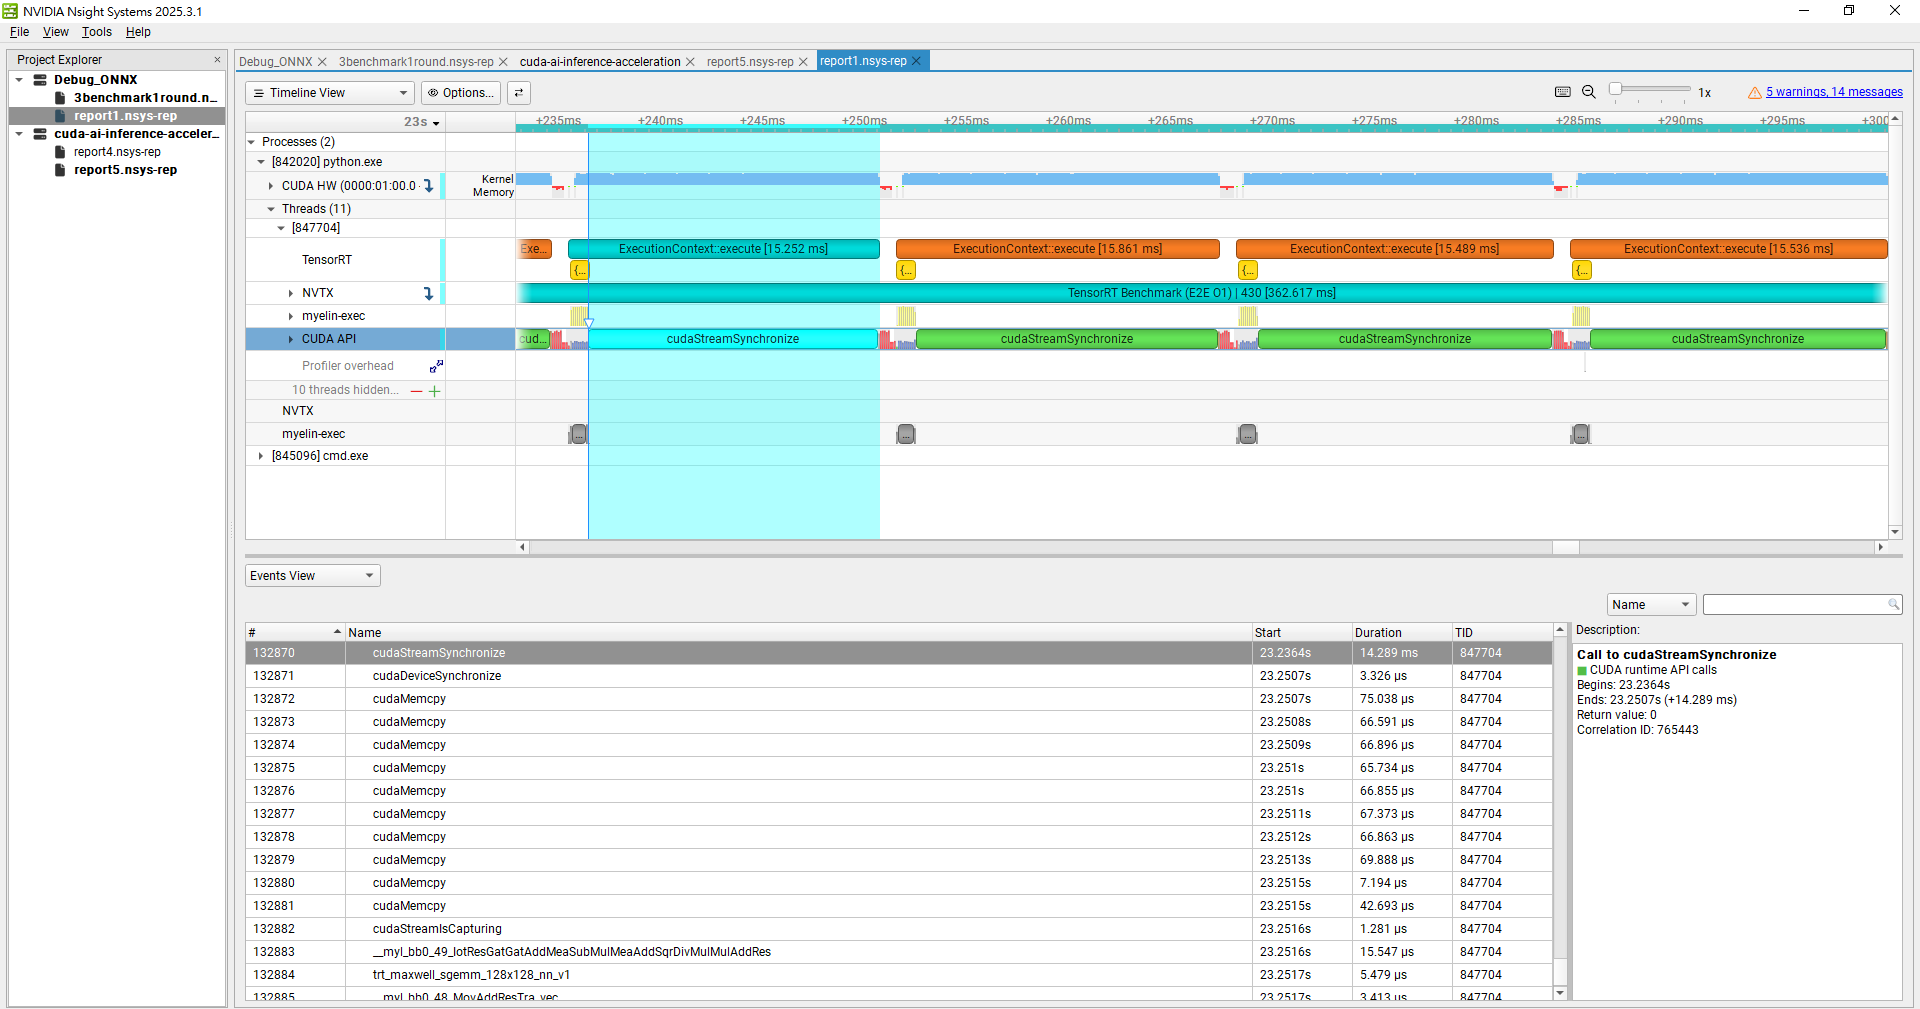 NVIDIA Nsight Systems 2025.3.1
File View Tools Help
Project Explorer
Debug_ONNX
3benchmark1round.n...
report1.nsys-rep
cuda-ai-inference-acceler...
report4.nsys-rep
report5.nsys-rep
Debug_ONNX 3benchmark1round.nsys-rep cuda-ai-inference-acceleration report5.nsys-rep report1.nsys-rep
Timeline View Options... 1x 5 warnings, 14 messages
23s +235ms +240ms +245ms +250ms +255ms +260ms +265ms +270ms +275ms +280ms +285ms +290ms +295ms +300
Processes (2)
[842020] python.exe
CUDA HW (0000:01:00.0 Kernel
Memory
Threads (11)
[847704]
TensorRT
Exe... ExecutionContext::execute [15.252 ms] ExecutionContext::execute [15.861 ms] ExecutionContext::execute [15.489 ms] ExecutionContext::execute [15.536 ms]
{... {... {... {...
NVTX TensorRT Benchmark (E2E O1) | 430 [362.617 ms]
myelin-exec
CUDA API cud... cudaStreamSynchronize cudaStreamSynchronize cudaStreamSynchronize cudaStreamSynchronize
Profiler overhead
10 threads hidden...
NVTX
myelin-exec ... ... ... ...
[845096] cmd.exe
Events View
Name
# Name Start Duration TID
132870 cudaStreamSynchronize 23.2364s 14.289 ms 847704
132871 cudaDeviceSynchronize 23.2507s 3.326 μs 847704
132872 cudaMemcpy 23.2507s 75.038 μs 847704
132873 cudaMemcpy 23.2508s 66.591 μs 847704
132874 cudaMemcpy 23.2509s 66.896 μs 847704
132875 cudaMemcpy 23.251s 65.734 μs 847704
132876 cudaMemcpy 23.251s 66.855 μs 847704
132877 cudaMemcpy 23.2511s 67.373 μs 847704
132878 cudaMemcpy 23.2512s 66.863 μs 847704
132879 cudaMemcpy 23.2513s 69.888 μs 847704
132880 cudaMemcpy 23.2515s 7.194 μs 847704
132881 cudaMemcpy 23.2515s 42.693 μs 847704
132882 cudaStreamIsCapturing 23.2516s 1.281 μs 847704
132883 __myl_bb0_49_IotResGatGatAddMeaSubMulMeaAddSqrDivMulMulAddRes 23.2516s 15.547 μs 847704
132884 trt_maxwell_sgemm_128x128_nn_v1 23.2517s 5.479 μs 847704
132885 __myl_bb0_48_MovAddResTra_vec 23.2517s 3.413 μs 847704
Description:
Call to cudaStreamSynchronize
CUDA runtime API calls
Begins: 23.2364s
Ends: 23.2507s (+14.289 ms)
Return value: 0
Correlation ID: 765443